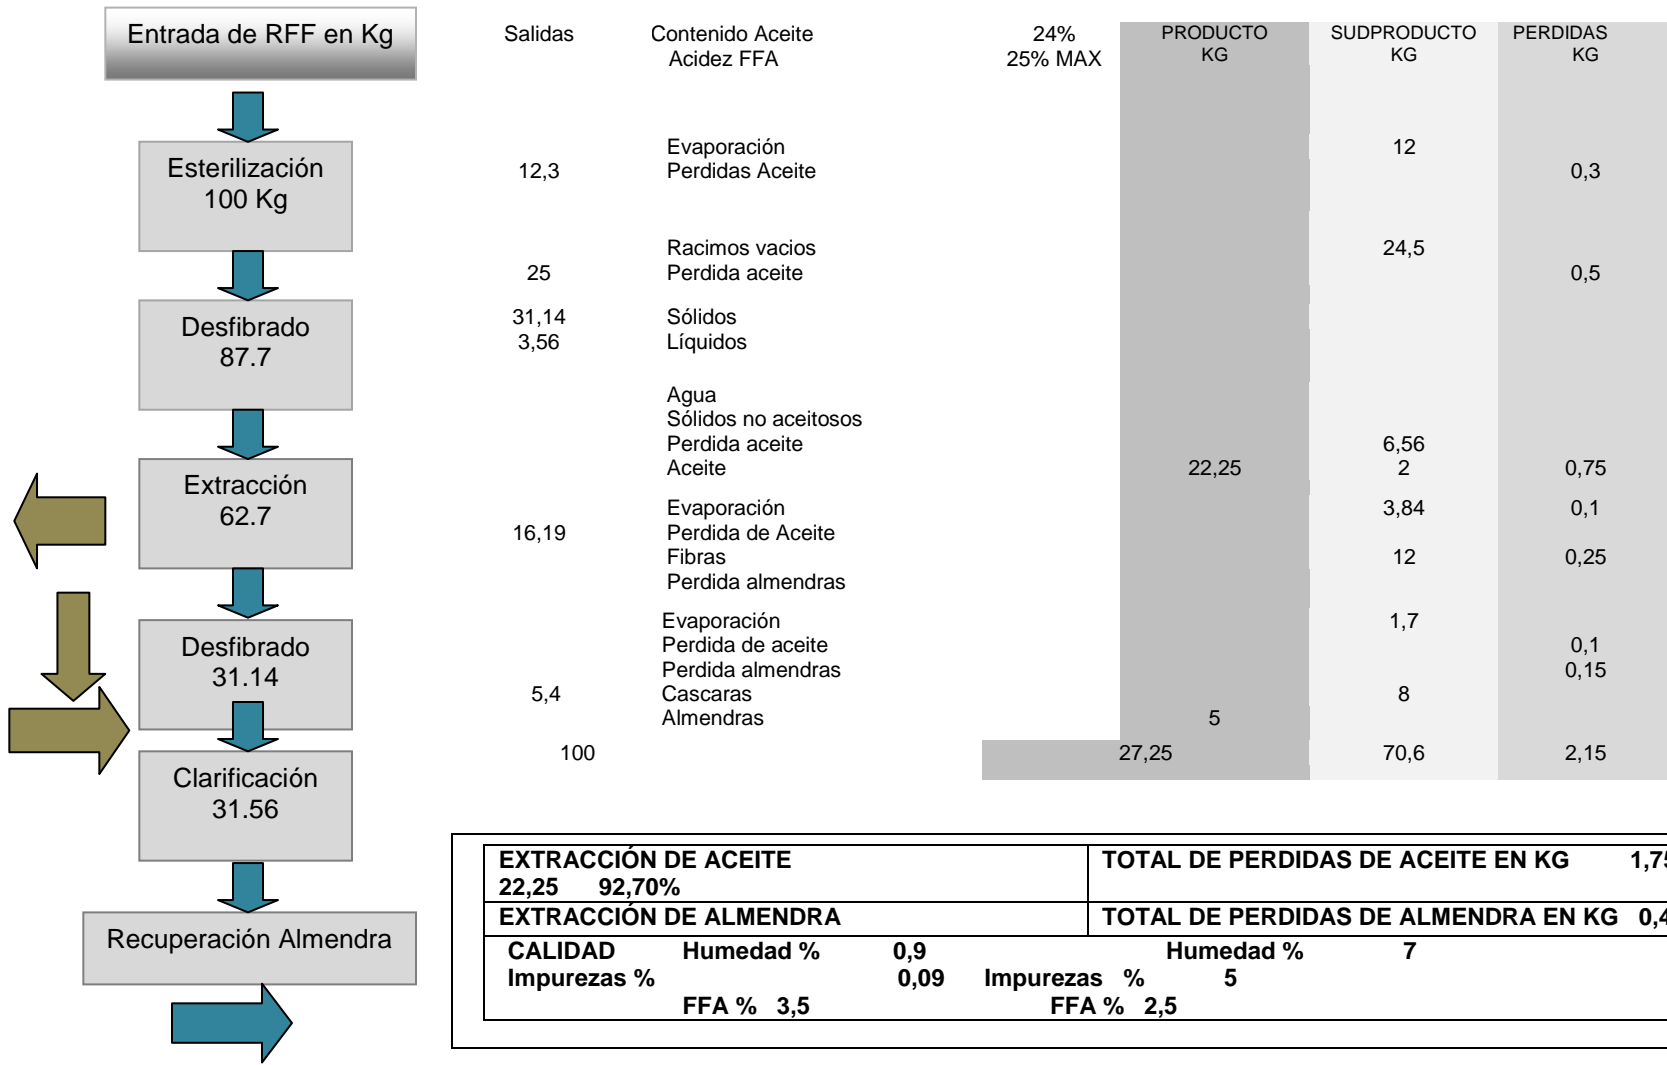 Entrada de RFF en Kg
Esterilización
100 Kg
Desfibrado
87.7
Extracción
62.7
Desfibrado
31.14
Clarificación
31.56
Recuperación Almendra
Salidas Contenido Aceite 24% PRODUCTO SUDPRODUCTO PERDIDAS
Acidez FFA 25% MAX KG KG KG
Evaporación 12
12,3 Perdidas Aceite 0,3
Racimos vacios 24,5
25 Perdida aceite 0,5
31,14 Sólidos
3,56 Líquidos
Agua
Sólidos no aceitosos
Perdida aceite 6,56
Aceite 22,25 2 0,75
Evaporación 3,84 0,1
16,19 Perdida de Aceite
Fibras 12 0,25
Perdida almendras
Evaporación 1,7
Perdida de aceite 0,1
Perdida almendras 0,15
5,4 Cascaras 8
Almendras 5
100 27,25 70,6 2,15
EXTRACCIÓN DE ACEITE TOTAL DE PERDIDAS DE ACEITE EN KG 1,75
22,25 92,70%
EXTRACCIÓN DE ALMENDRA TOTAL DE PERDIDAS DE ALMENDRA EN KG 0,4
CALIDAD Humedad % 0,9 Humedad % 7
Impurezas % 0,09 Impurezas % 5
FFA % 3,5 FFA % 2,5